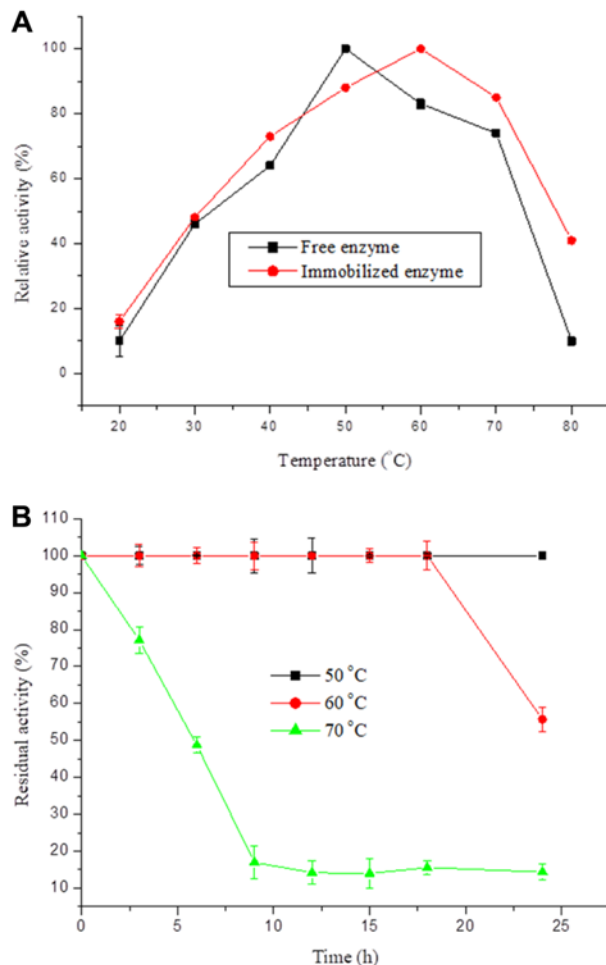 A
Relative activity (%)
100
80
60
40
20
0
Free enzyme
Immobilized enzyme
20 30 40 50 60 70 80
Temperature (°C)
B
Residual activity (%)
110
100
90
80
70
60
50
40
30
20
10
50 °C
60 °C
70 °C
0 5 10 15 20 25
Time (h)